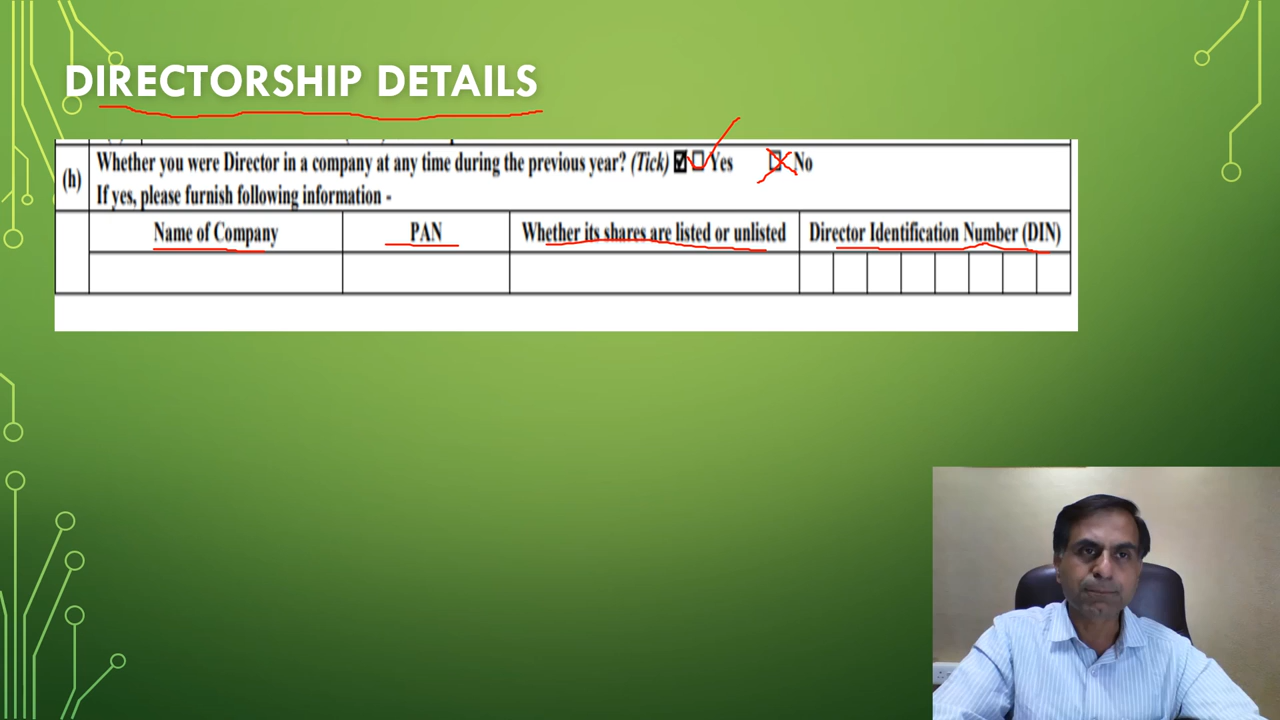 DIRECTORSHIP DETAILS
(h) Whether you were Director in a company at any time during the previous year? (Tick) ☑ ☐ Yes ☐ No
If yes, please furnish following information -
Name of Company PAN Whether its shares are listed or unlisted Director Identification Number (DIN)